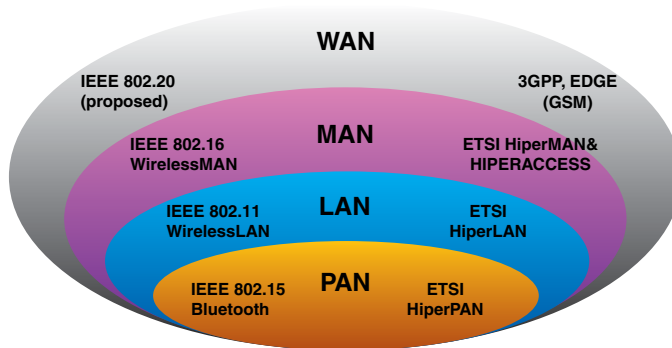 WAN
IEEE 802.20
(proposed)
3GPP, EDGE
(GSM)
MAN
IEEE 802.16
WirelessMAN
ETSI HiperMAN&
HIPERACCESS
LAN
IEEE 802.11
WirelessLAN
ETSI
HiperLAN
PAN
IEEE 802.15
Bluetooth
ETSI
HiperPAN